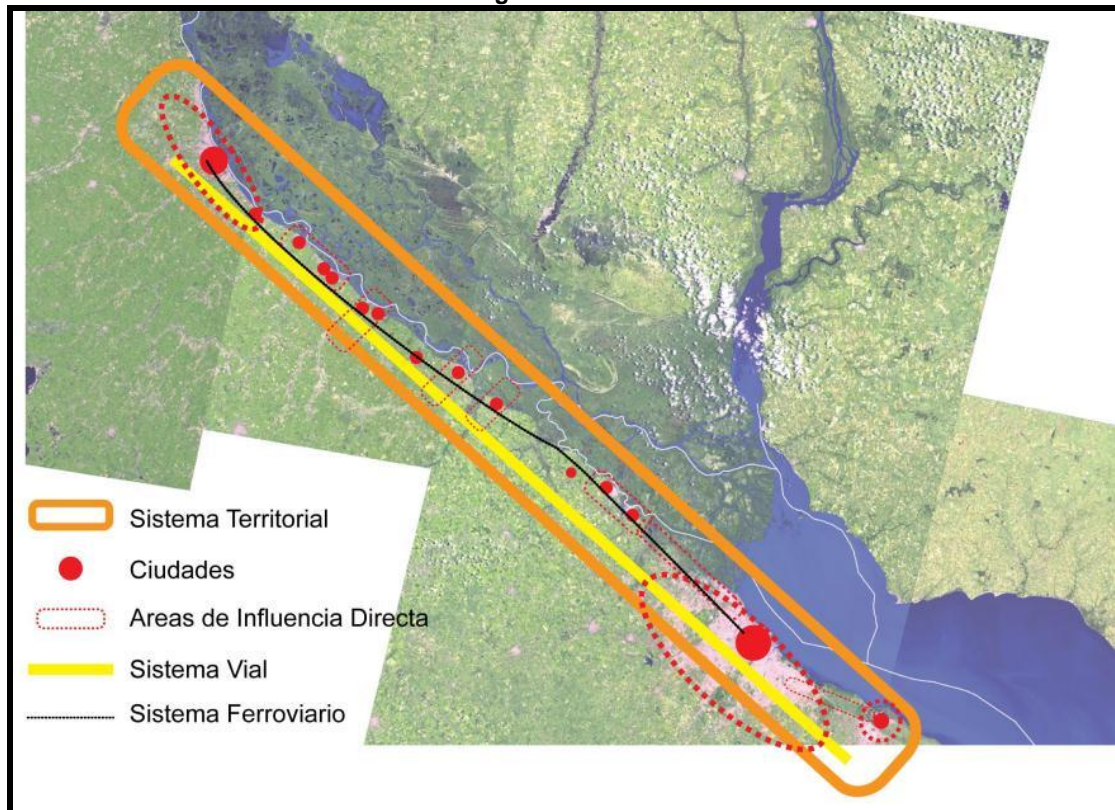 Sistema Territorial
Ciudades
Areas de Influencia Directa
Sistema Vial
Sistema Ferroviario